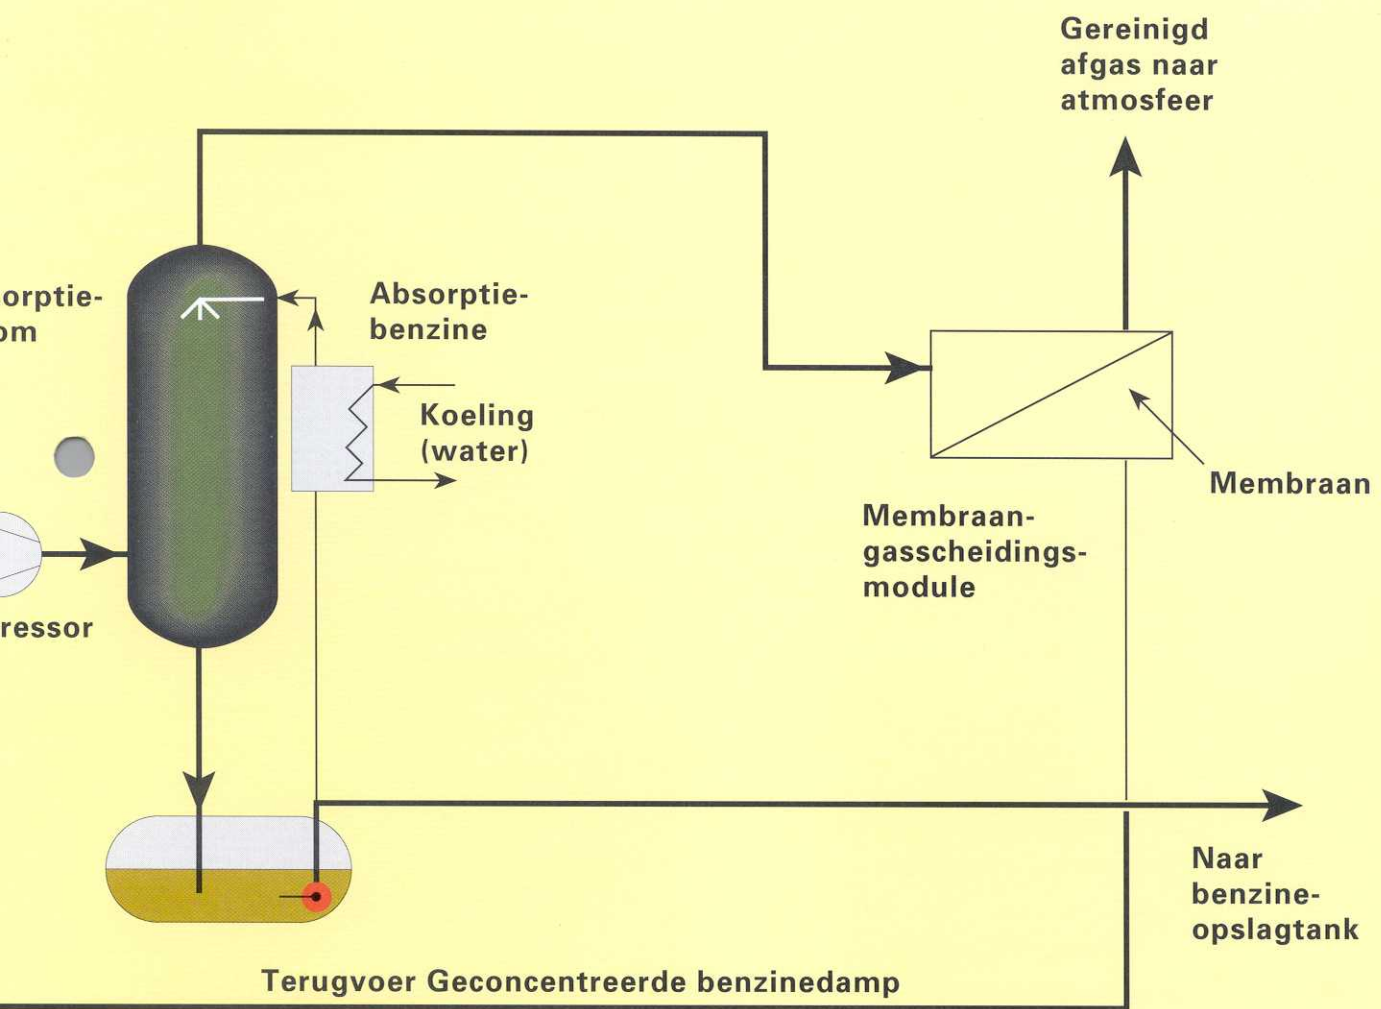 Gereinigd
afgas naar
atmosfeer
orptie-
om
Absorptie-
benzine
Koeling
(water)
Membraan
Membraan-
gasscheidings-
module
ressor
Naar
benzine-
opslagtank
Terugvoer Geconcentreerde benzinedamp